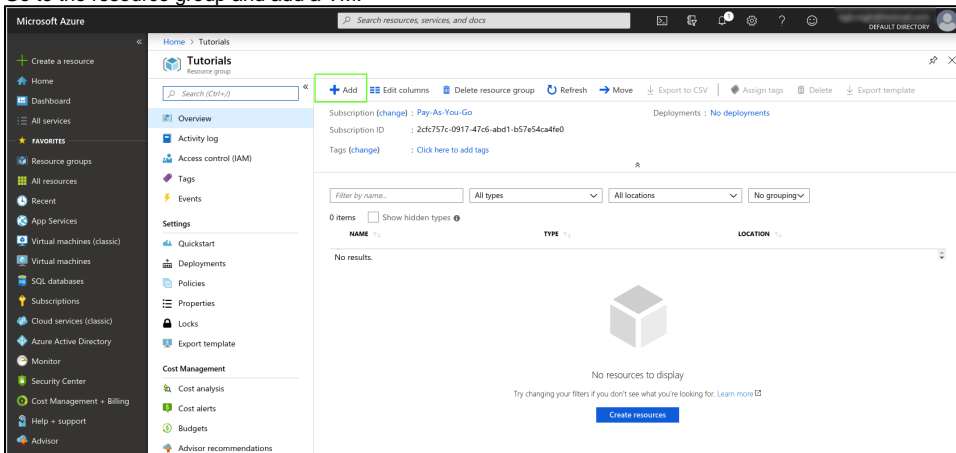 Go to the resource group and add a VM.
Microsoft Azure
Search resources, services, and docs
1
DEFAULT DIRECTORY
Create a resource
Home
Dashboard
All services
FAVORITES
Resource groups
All resources
Recent
App Services
Virtual machines (classic)
Virtual machines
SQL databases
Subscriptions
Cloud services (classic)
Azure Active Directory
Monitor
Security Center
Cost Management + Billing
Help + support
Advisor
Home > Tutorials
Tutorials
Resource group
Search (Ctrl+/)
Overview
Activity log
Access control (IAM)
Tags
Events
Settings
Quickstart
Deployments
Policies
Properties
Locks
Export template
Cost Management
Cost analysis
Cost alerts
Budgets
Advisor recommendations
Add Edit columns Delete resource group Refresh Move Export to CSV Assign tags Delete Export template
Subscription (change) : Pay-As-You-Go Deployments : No deployments
Subscription ID : 2cfc757c-0917-47c6-abd1-b57e54ca4fe0
Tags (change) : Click here to add tags
Filter by name... All types All locations No grouping
0 items Show hidden types
NAME TYPE LOCATION
No results.
No resources to display
Try changing your filters if you don't see what you're looking for. Learn more
Create resources